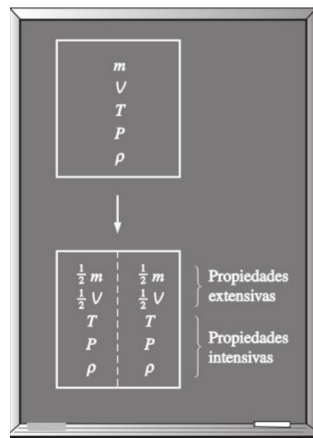 m
V
T
P
ρ
1/2 m 1/2 m
1/2 V 1/2 V
T T
P P
ρ ρ
Propiedades
extensivas
Propiedades
intensivas